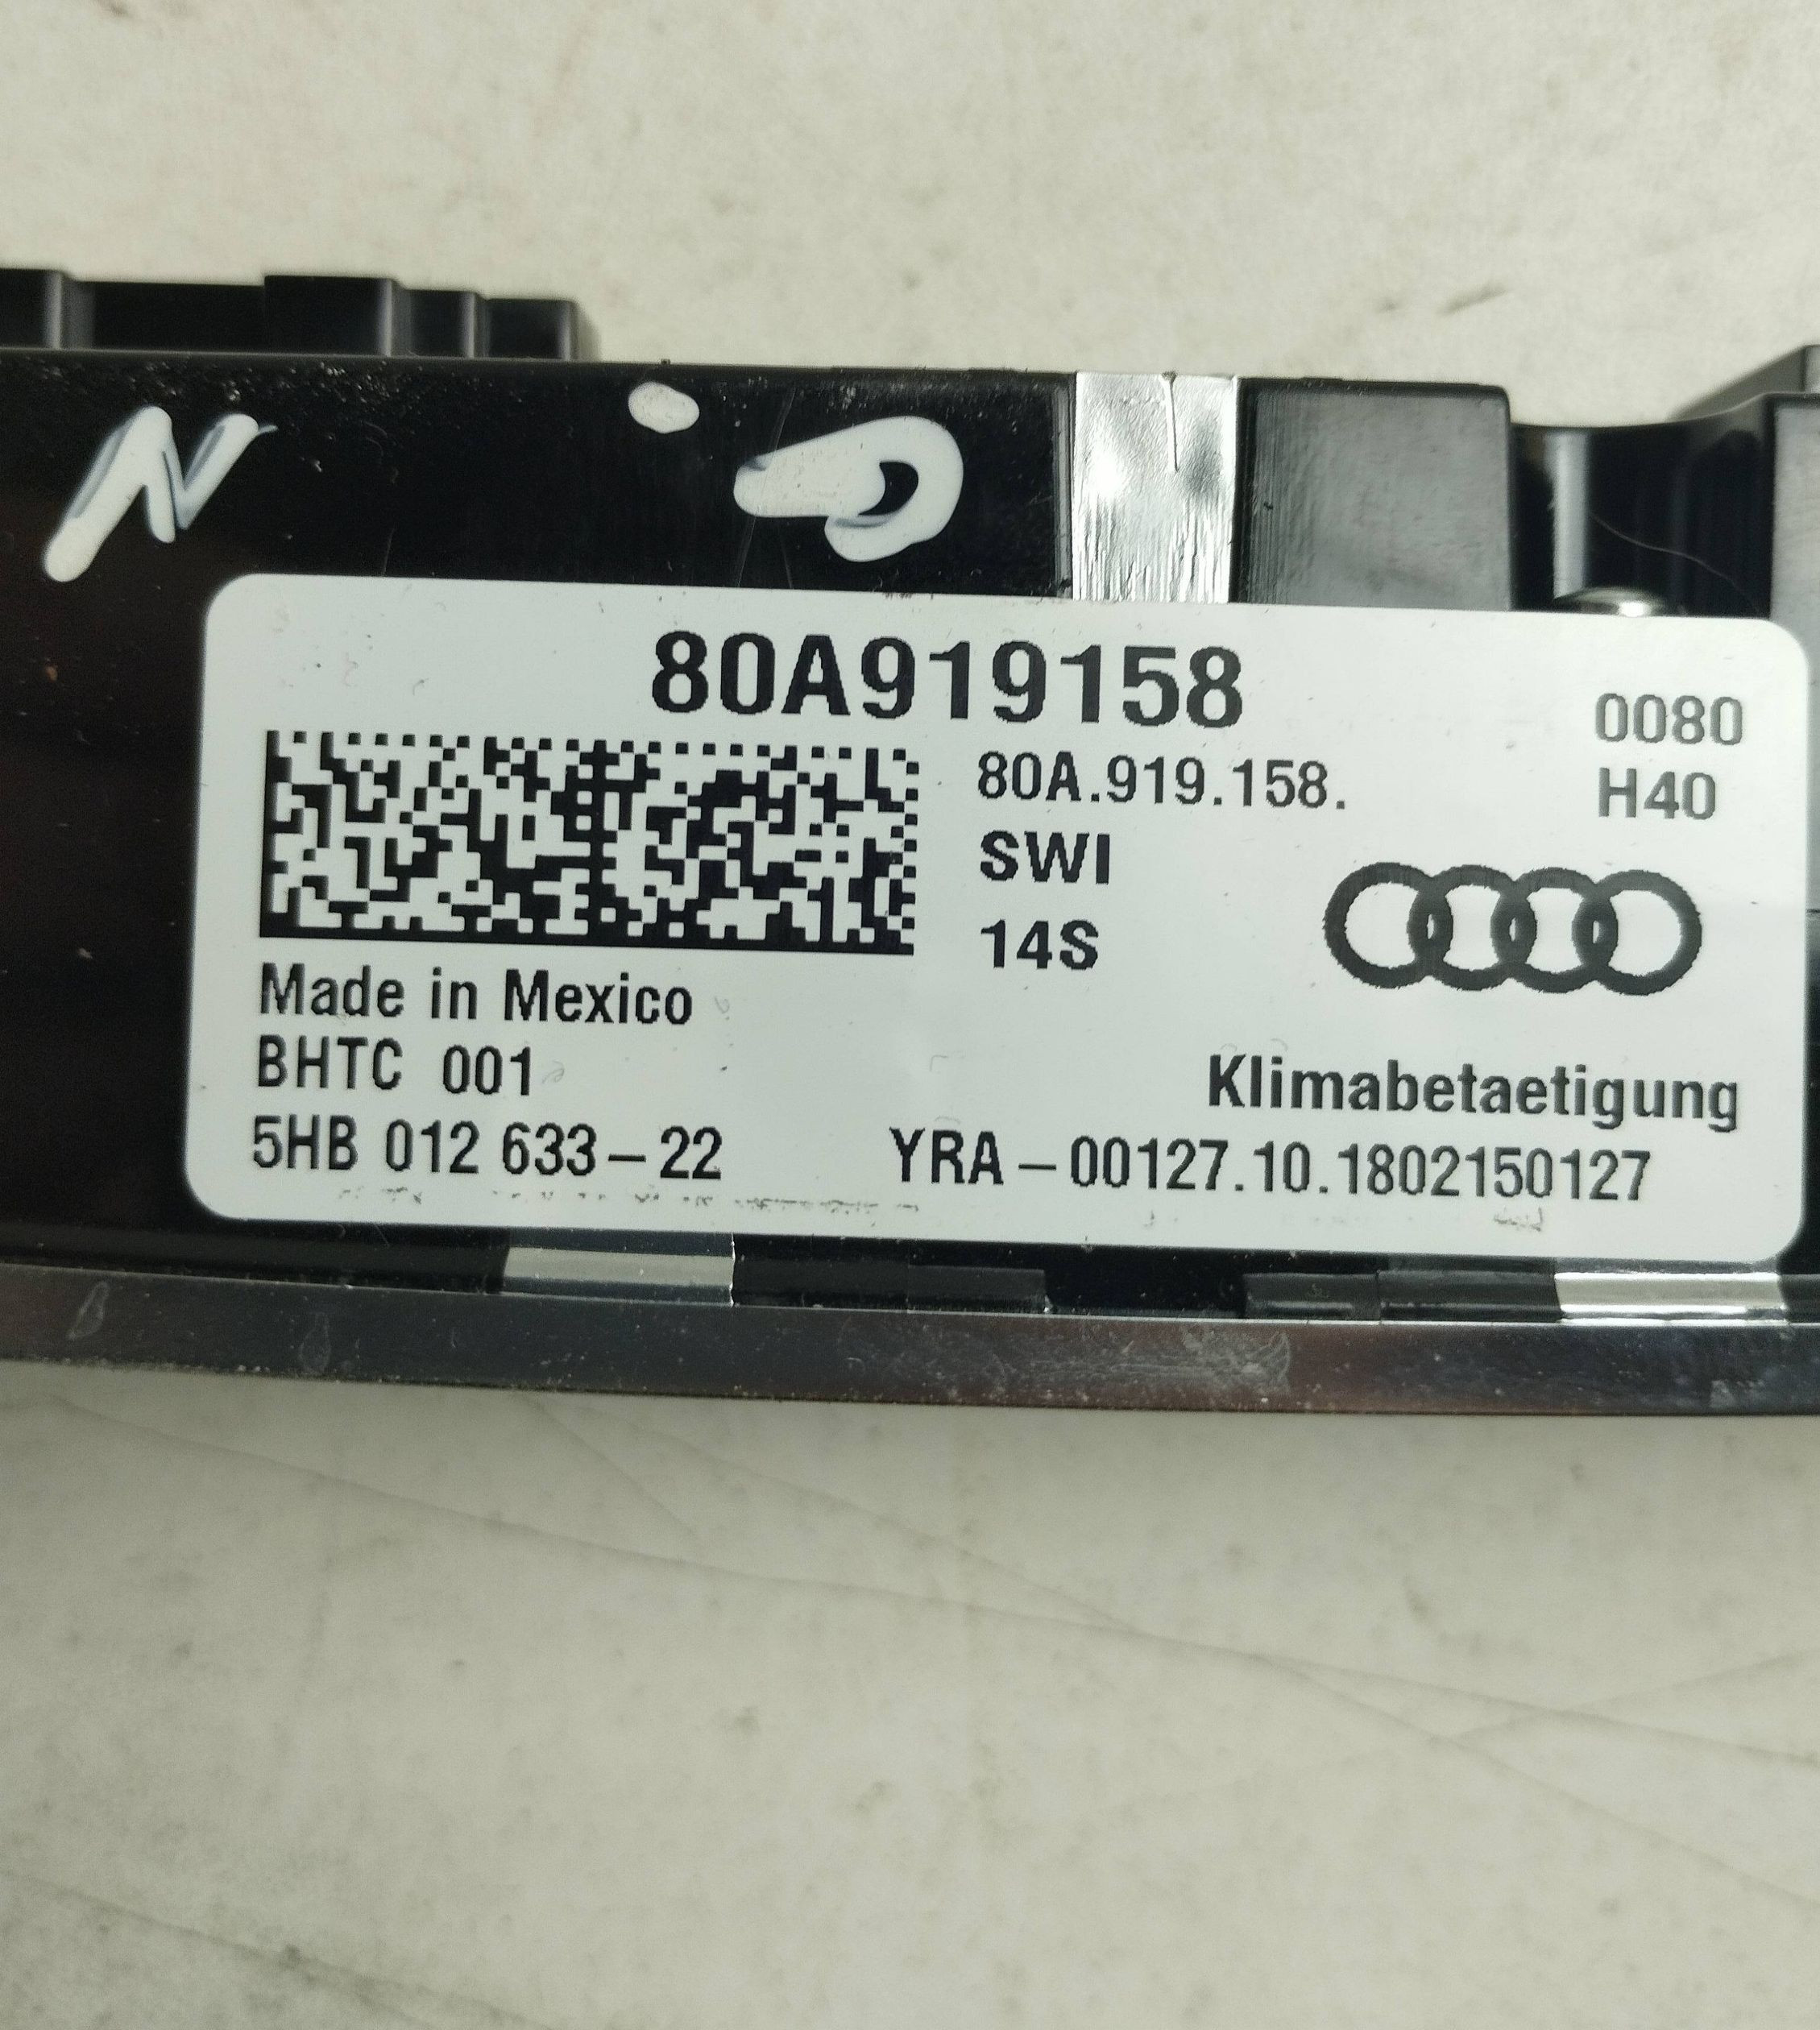 N
80A919158
0080
80A.919.158.
H40
SWI
14S
Made in Mexico
BHTC 001
Klimabetaetigung
5HB 012 633-22
YRA-00127.10.1802150127